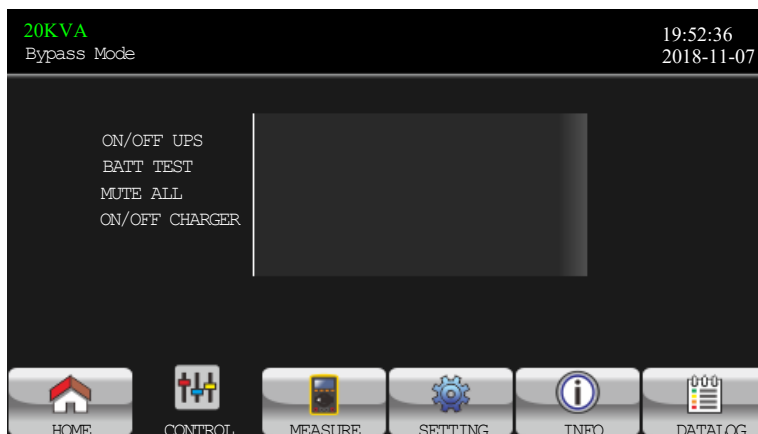 20KVA
Bypass Mode
19:52:36
2018-11-07
ON/OFF UPS
BATT TEST
MUTE ALL
ON/OFF CHARGER
HOME
CONTROL
MEASURE
SETTING
INFO
DATALOG